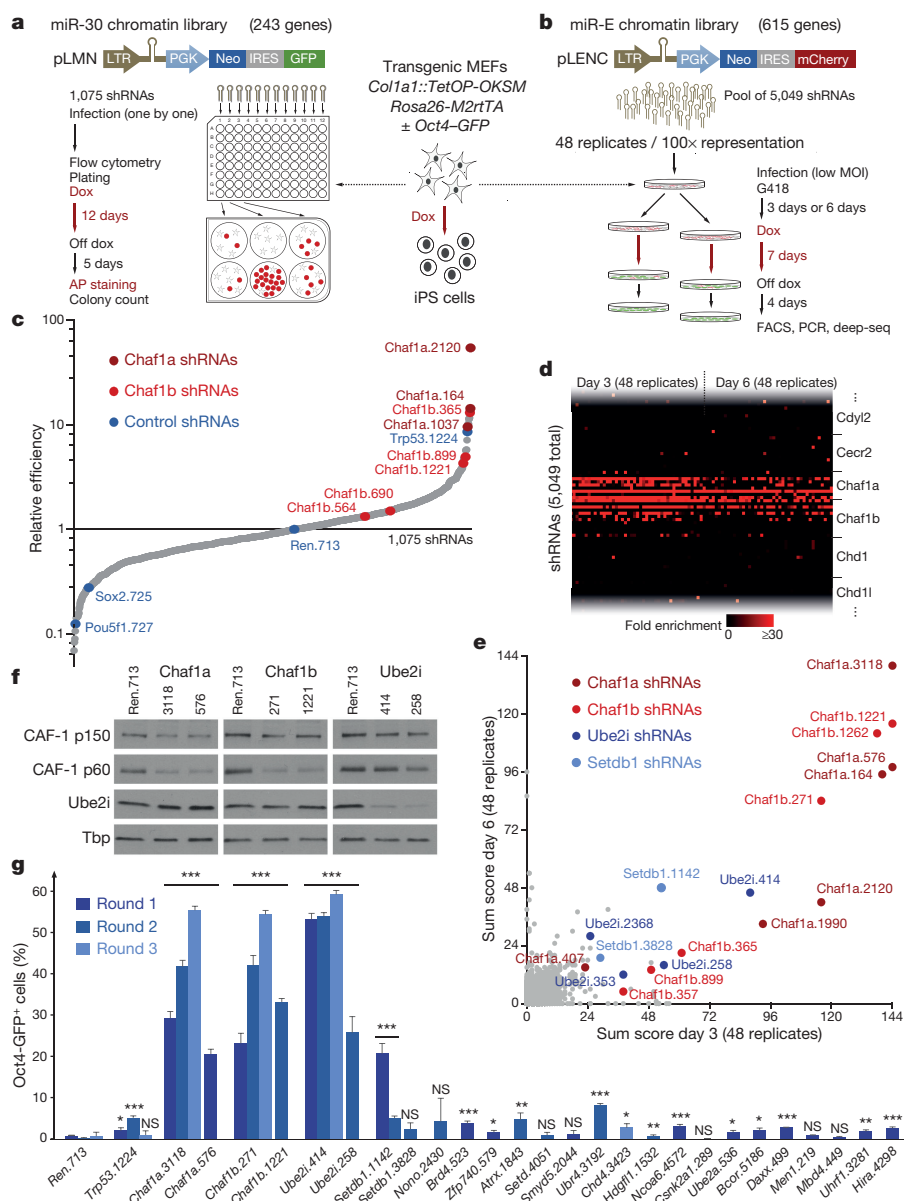 a miR-30 chromatin library (243 genes)
pLMN LTR PGK Neo IRES GFP
1,075 shRNAs
Infection (one by one)
Flow cytometry
Plating
Dox
12 days
Off dox
5 days
AP staining
Colony count
1 2 3 4 5 6 7 8 9 10 11 12
A
B
C
D
E
F
G
H
Transgenic MEFs
Col1a1::TetOP-OKSM
Rosa26-M2rtTA
± Oct4–GFP
Dox
iPS cells
b miR-E chromatin library (615 genes)
pLENC LTR PGK Neo IRES mCherry
Pool of 5,049 shRNAs
48 replicates / 100× representation
Infection (low MOI)
G418
3 days or 6 days
Dox
7 days
Off dox
4 days
FACS, PCR, deep-seq
c
Relative efficiency
100
10
1
0.1
Chaf1a shRNAs
Chaf1b shRNAs
Control shRNAs
Chaf1a.2120
Chaf1a.164
Chaf1b.365
Chaf1a.1037
Trp53.1224
Chaf1b.899
Chaf1b.1221
Chaf1b.690
Chaf1b.564
Ren.713
1,075 shRNAs
Sox2.725
Pou5f1.727
d
Day 3 (48 replicates) Day 6 (48 replicates)
shRNAs (5,049 total)
Cdyl2
Cecr2
Chaf1a
Chaf1b
Chd1
Chd1l
Fold enrichment
0 ≥30
e
Sum score day 6 (48 replicates)
144
120
96
72
48
24
0
Chaf1a shRNAs
Chaf1b shRNAs
Ube2i shRNAs
Setdb1 shRNAs
Chaf1a.3118
Chaf1b.1221
Chaf1b.1262
Chaf1a.576
Chaf1a.164
Chaf1b.271
Setdb1.1142
Ube2i.414
Chaf1a.2120
Chaf1a.1990
Ube2i.2368
Setdb1.3828
Chaf1b.365
Chaf1a.407
Ube2i.258
Ube2i.353
Chaf1b.899
Chaf1b.357
0 24 48 72 96 120 144
Sum score day 3 (48 replicates)
f
Chaf1a Chaf1b Ube2i
Ren.713 3118 576 Ren.713 271 1221 Ren.713 414 258
CAF-1 p150
CAF-1 p60
Ube2i
Tbp
g
Oct4-GFP+ cells (%)
60
50
40
30
20
10
0
Round 1
Round 2
Round 3
*** *** ***
***
* *** NS NS NS *** * ** NS NS *** * ** *** NS * * *** NS NS ** ***
Ren.713
Trp53.1224
Chaf1a.3118
Chaf1a.576
Chaf1b.271
Chaf1b.1221
Ube2i.414
Ube2i.258
Setdb1.1142
Setdb1.3828
Nono.2430
Brd4.523
Zfp740.579
Atrx.1843
Setd.4051
Smyd5.2044
Ubr4.3192
Chd4.3423
Hdgfl1.1532
Ncoa6.4572
Csnk2a1.289
Ube2a.536
Bcor.5186
Daxx.499
Men1.219
Mbd4.449
Uhrf1.3281
Hira.4298